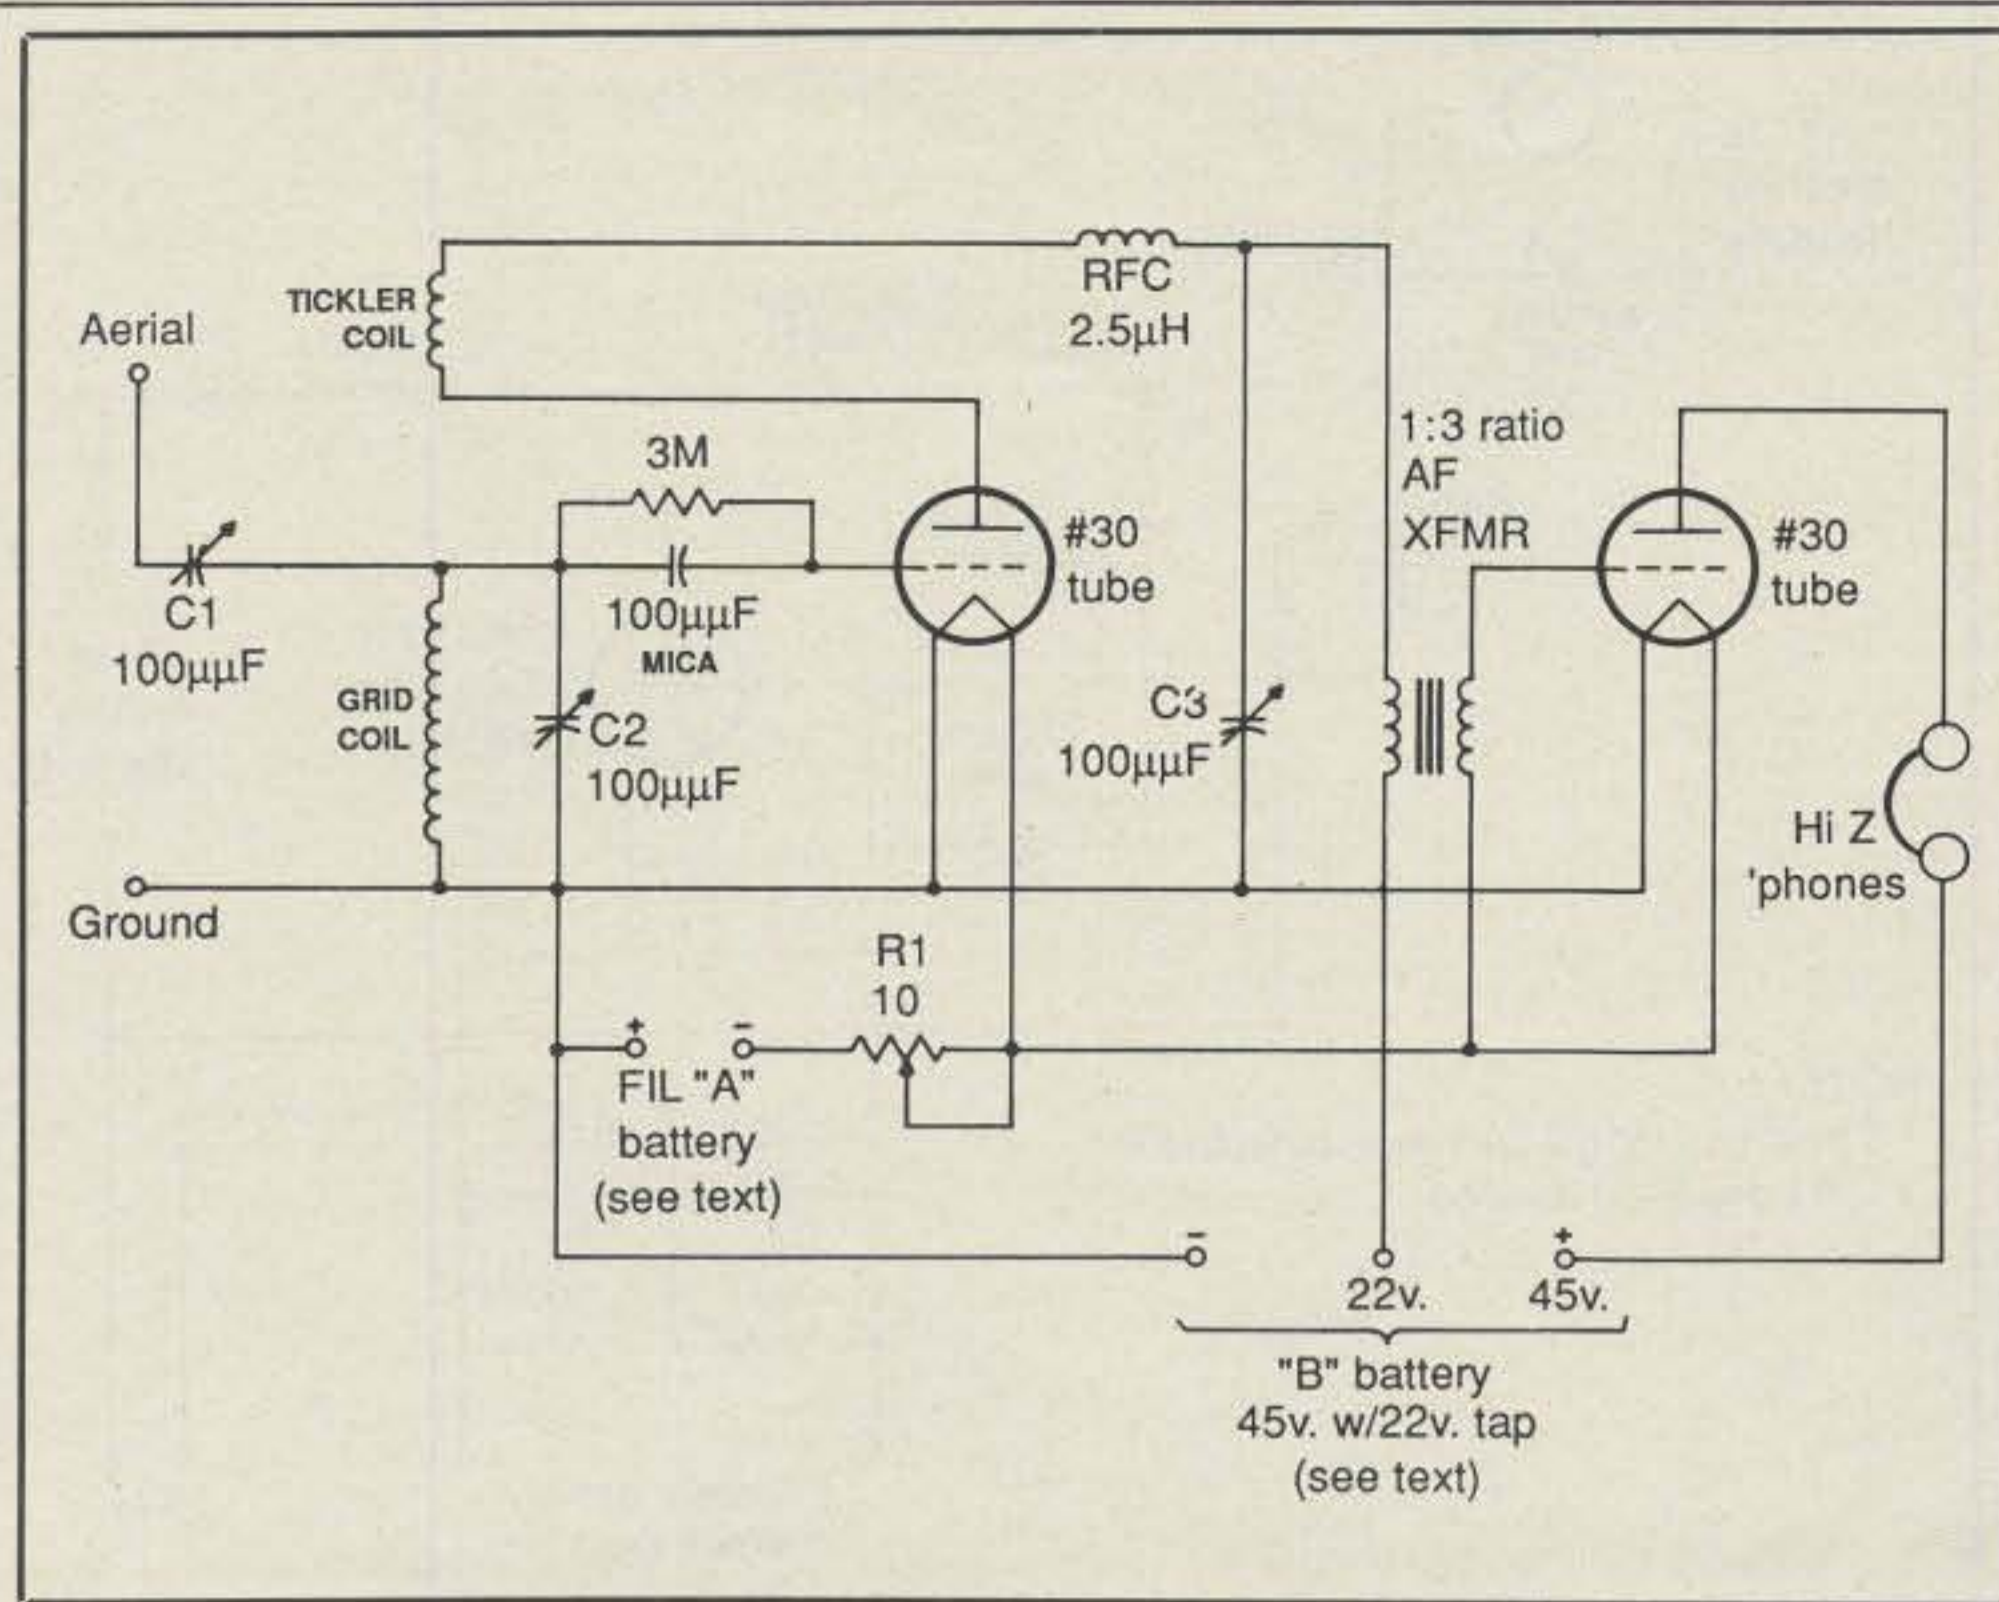 TICKLER
COIL
RFC
2.5μH
Aerial
1:3 ratio
AF
XFMR
3M
#30
tube
#30
tube
C1
100μμF
100μμF
MICA
GRID
COIL
C2
100μμF
C3
100μμF
Hi Z
'phones
Ground
R1
10
+
−
FIL "A"
battery
(see text)
−
+
22v.
45v.
"B" battery
45v. w/22v. tap
(see text)